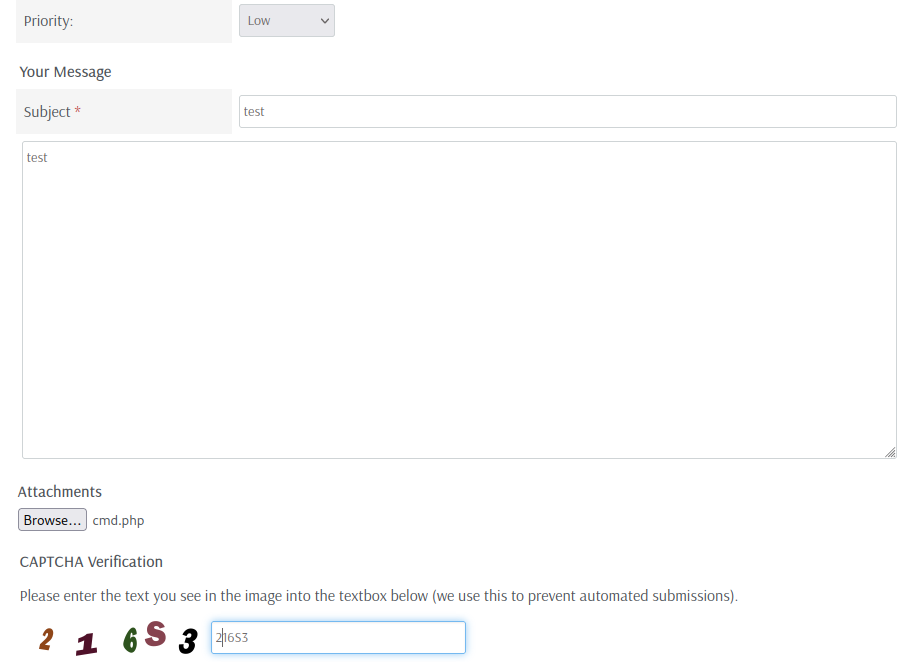 Priority:
Low
Your Message
Subject *
test
test
Attachments
Browse... cmd.php
CAPTCHA Verification
Please enter the text you see in the image into the textbox below (we use this to prevent automated submissions).
2 1 6 S 3
216S3